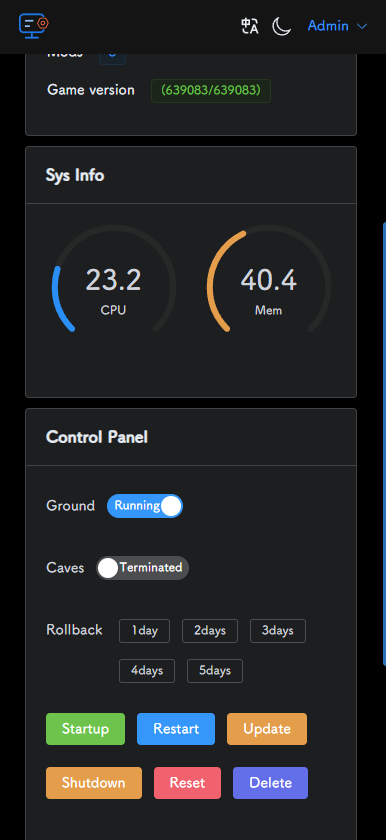 Admin
Mods
Game version (639083/639083)
Sys Info
23.2
CPU
40.4
Mem
Control Panel
Ground Running
Caves Terminated
Rollback 1day 2days 3days
4days 5days
Startup Restart Update
Shutdown Reset Delete